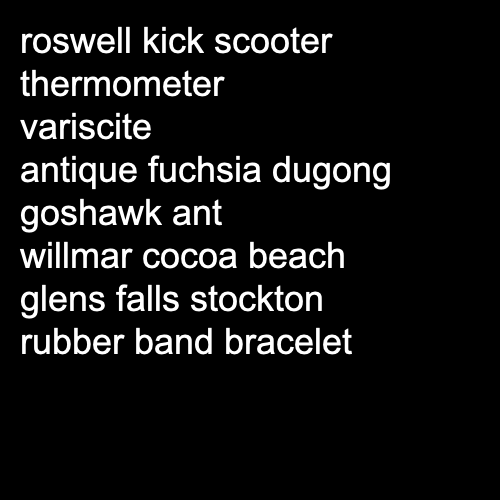 roswell kick scooter
thermometer
variscite
antique fuchsia dugong
goshawk ant
willmar cocoa beach
glens falls stockton
rubber band bracelet